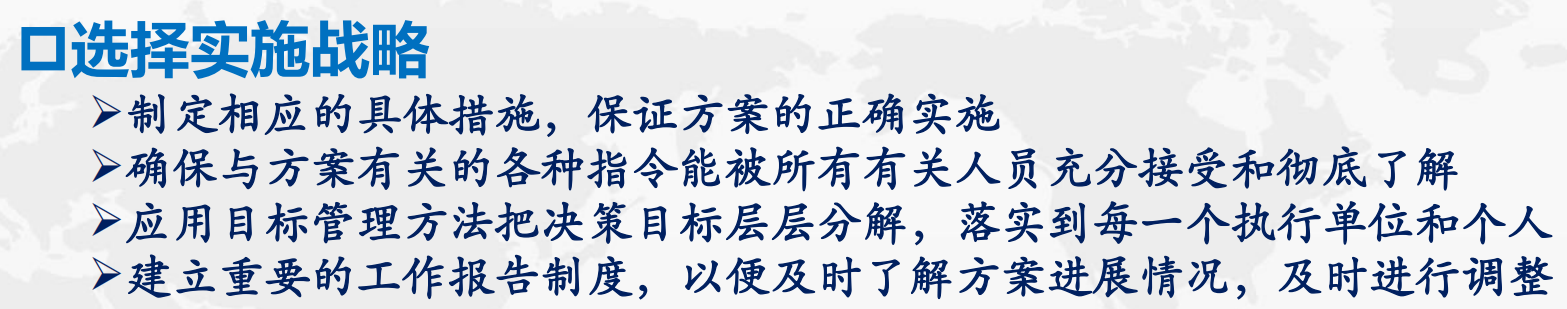 选择实施战略
制定相应的具体措施，保证方案的正确实施
确保与方案有关的各种指令能被所有有关人员充分接受和彻底了解
应用目标管理方法把决策目标层层分解，落实到每一个执行单位和个人
建立重要的工作报告制度，以便及时了解方案进展情况，及时进行调整